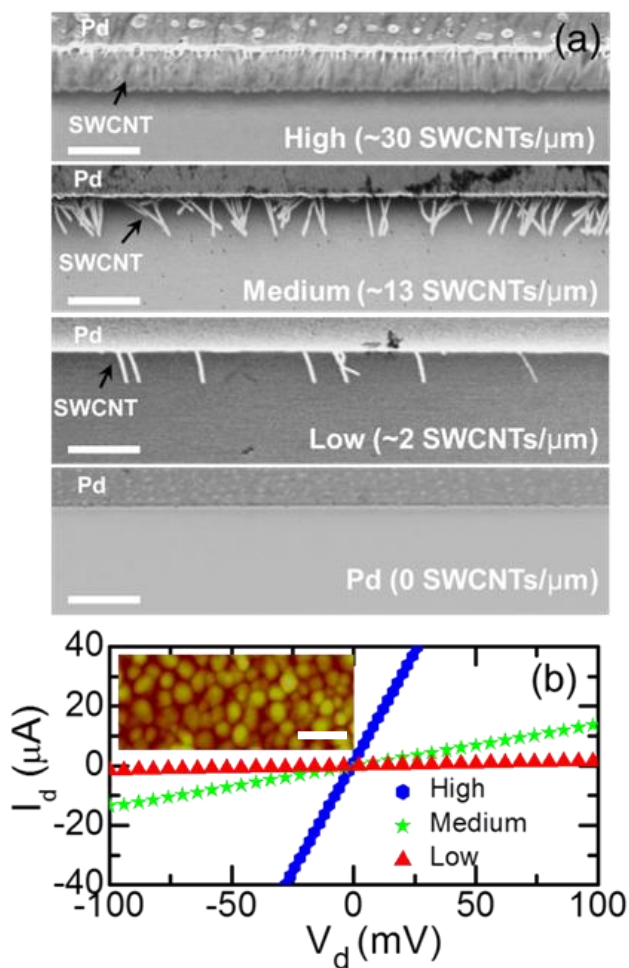 Pd
(a)
SWCNT
High (~30 SWCNTs/μm)
Pd
SWCNT
Medium (~13 SWCNTs/μm)
Pd
SWCNT
Low (~2 SWCNTs/μm)
Pd
Pd (0 SWCNTs/μm)
40
20
0
-20
-40
I_d (μA)
(b)
High
Medium
Low
-100
-50
0
50
100
V_d (mV)